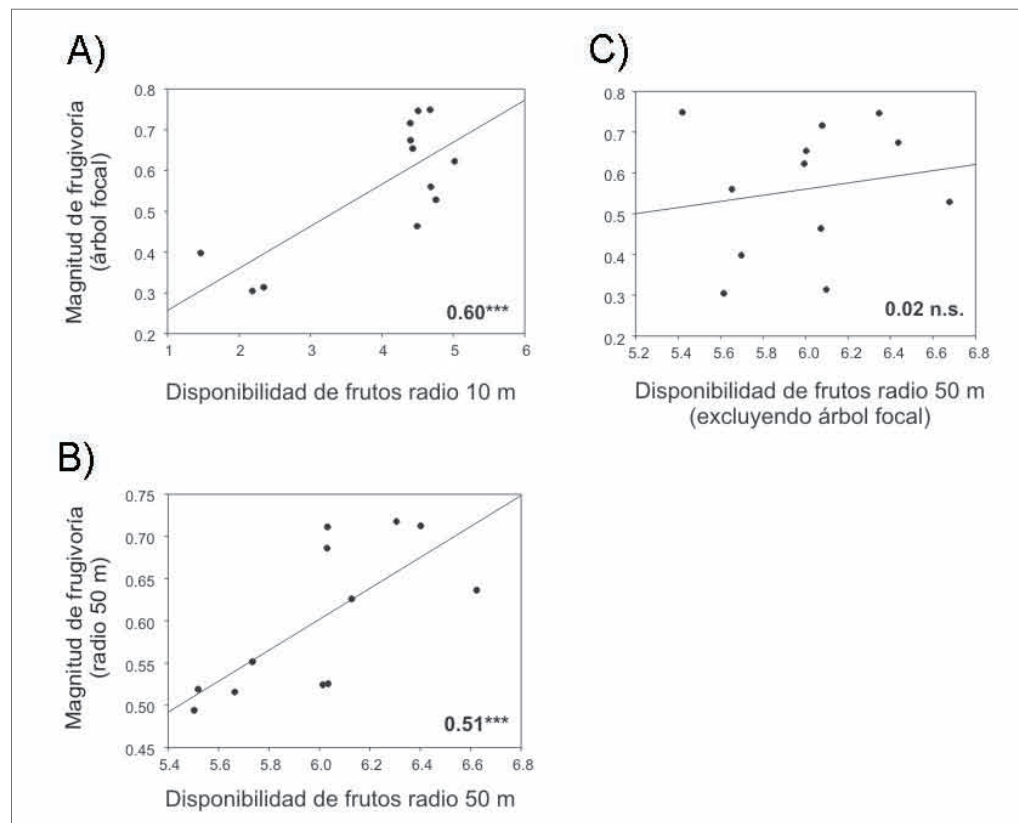 A)
Magnitud de frugivoría
(árbol focal)
0.8
0.7
0.6
0.5
0.4
0.3
0.2
1 2 3 4 5 6
0.60***
Disponibilidad de frutos radio 10 m
C)
0.8
0.7
0.6
0.5
0.4
0.3
0.2
5.2 5.4 5.6 5.8 6.0 6.2 6.4 6.6 6.8
0.02 n.s.
Disponibilidad de frutos radio 50 m
(excluyendo árbol focal)
B)
Magnitud de frugivoría
(radio 50 m)
0.75
0.70
0.65
0.60
0.55
0.50
0.45
5.4 5.6 5.8 6.0 6.2 6.4 6.6 6.8
0.51***
Disponibilidad de frutos radio 50 m